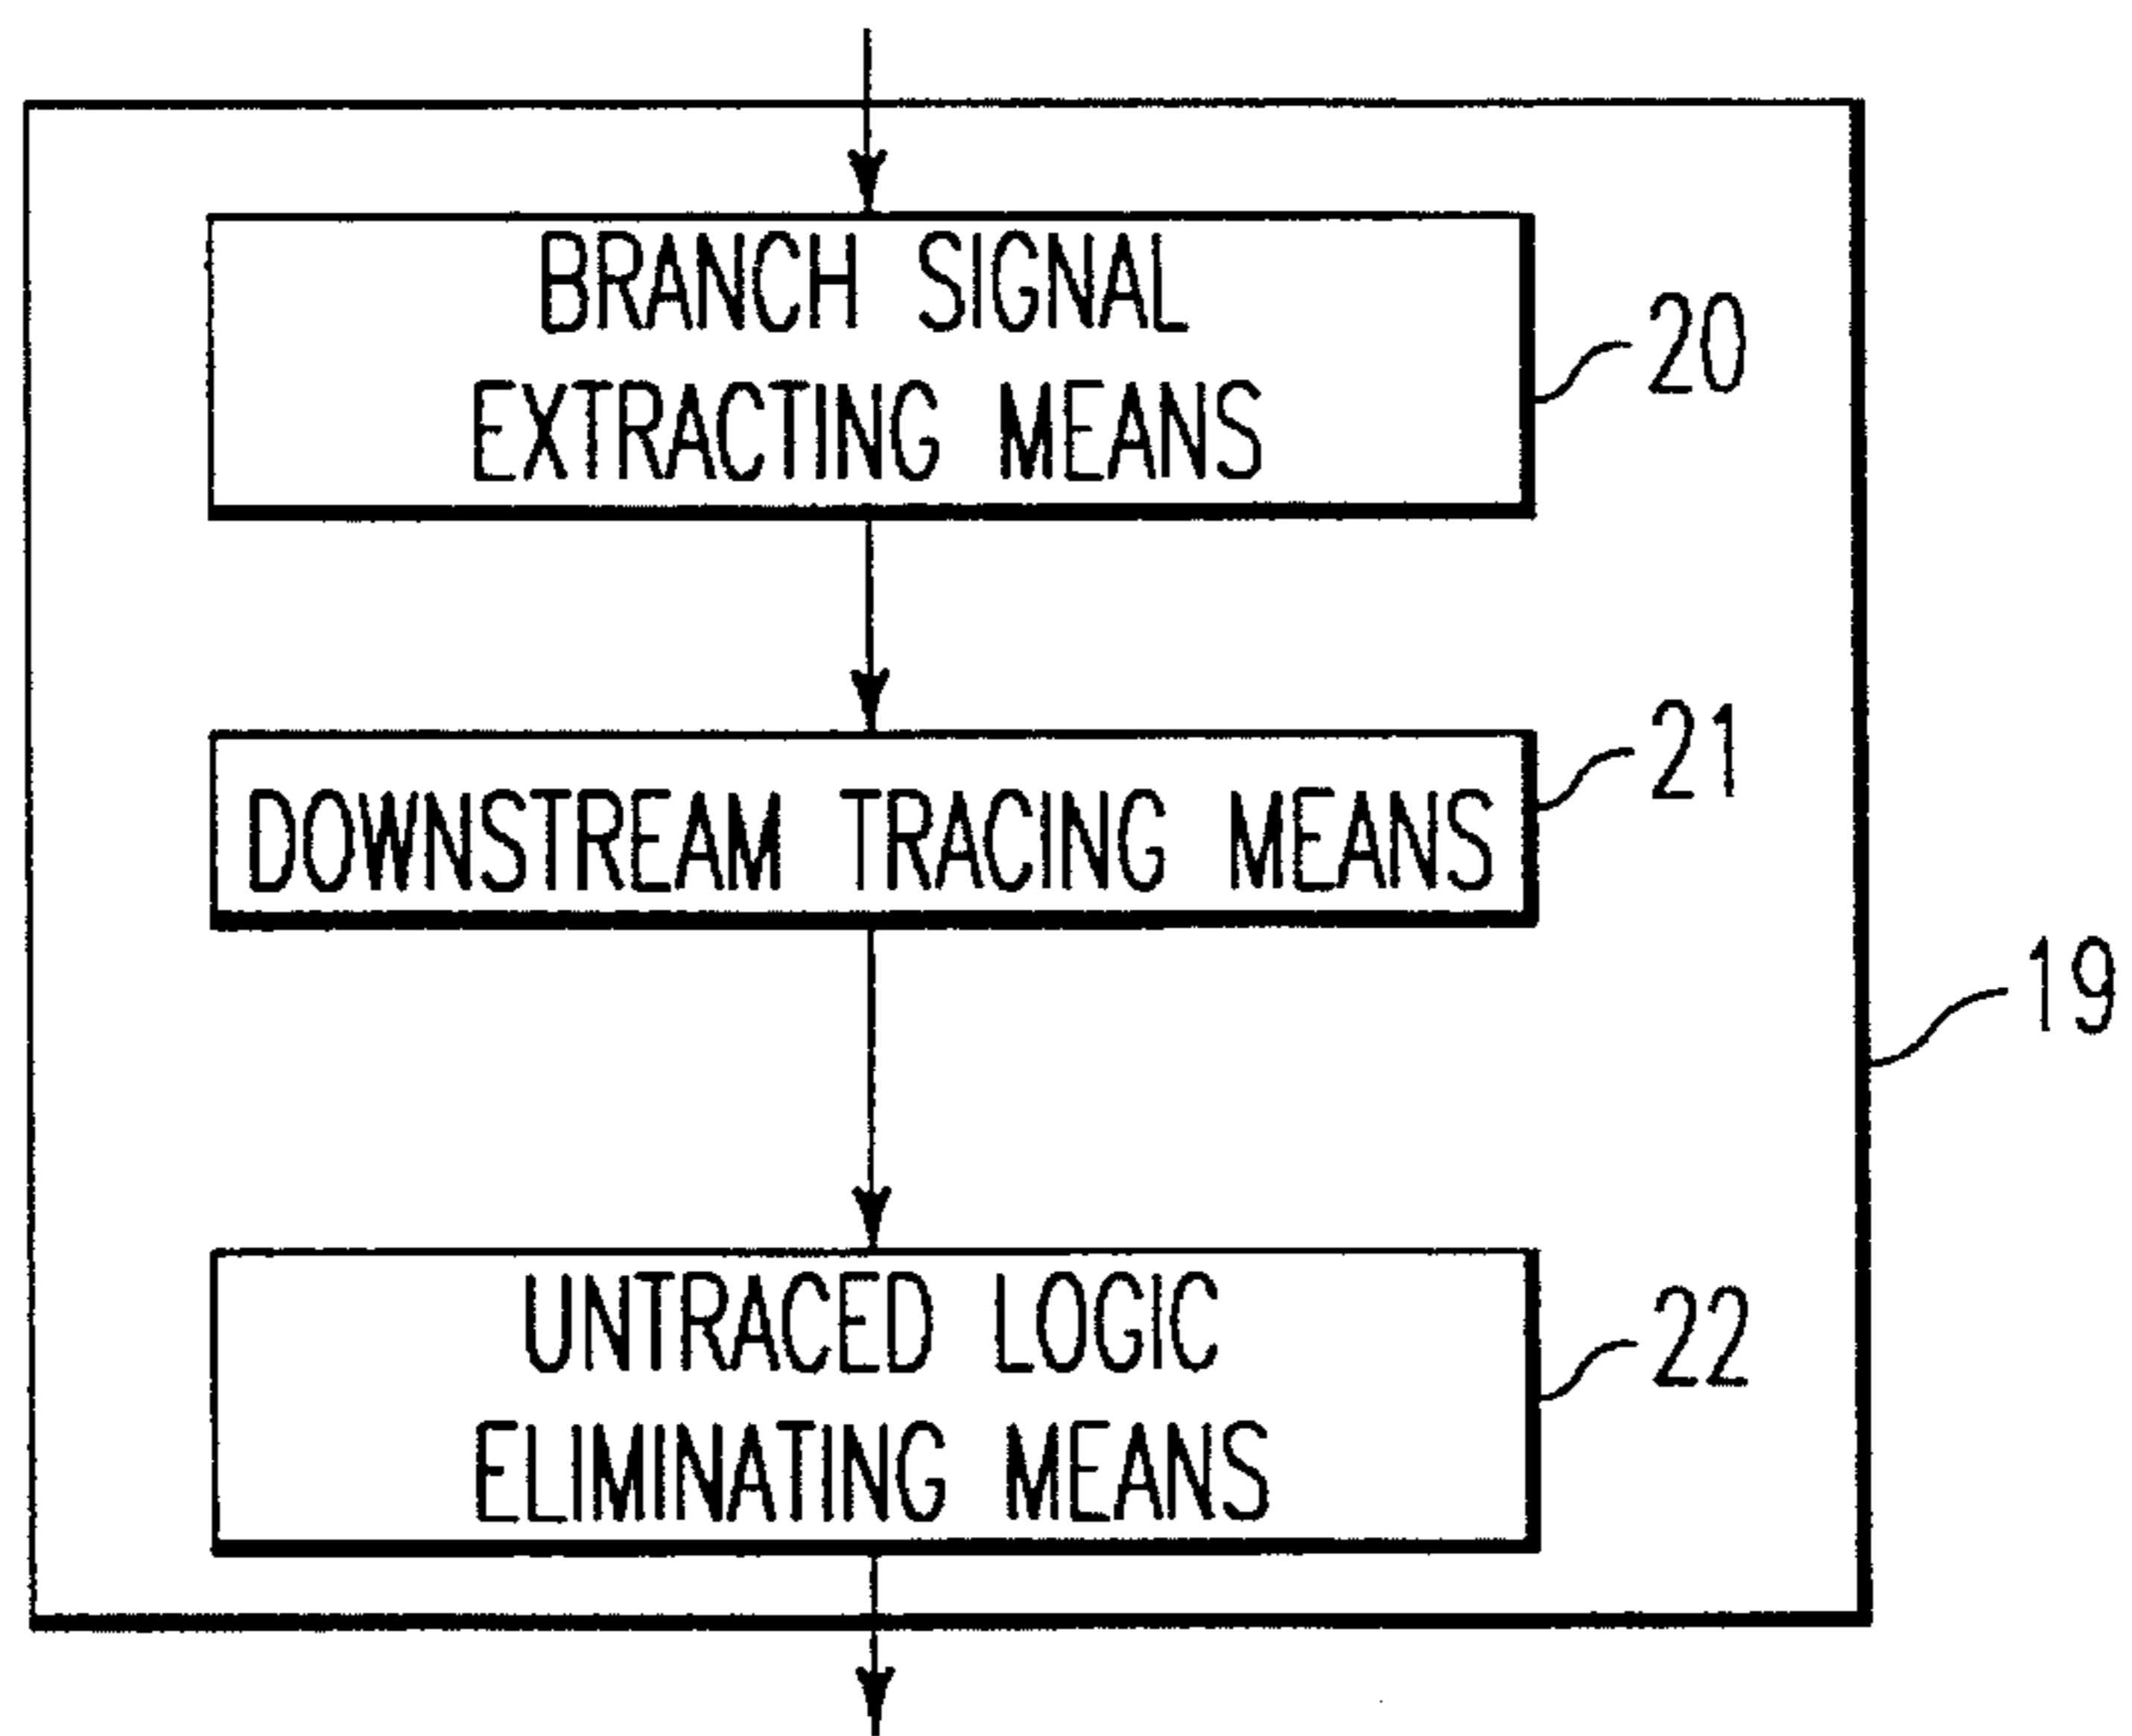 BRANCH SIGNAL
EXTRACTING MEANS
20
DOWNSTREAM TRACING MEANS
21
19
UNTRACED LOGIC
ELIMINATING MEANS
22